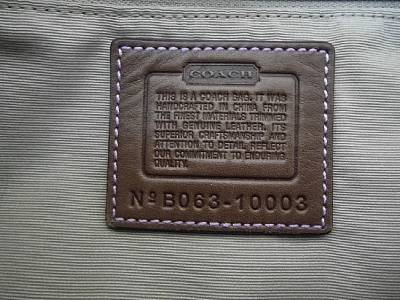 COACH
THIS IS A COACH BAG. IT WAS
HANDCRAFTED IN CHINA FROM
THE FINEST MATERIALS TRIMMED
WITH GENUINE LEATHER. ITS
SUPERIOR CRAFTSMANSHIP AND
ATTENTION TO DETAIL REFLECT
OUR COMMITMENT TO ENDURING
QUALITY.
Nº B063-10003